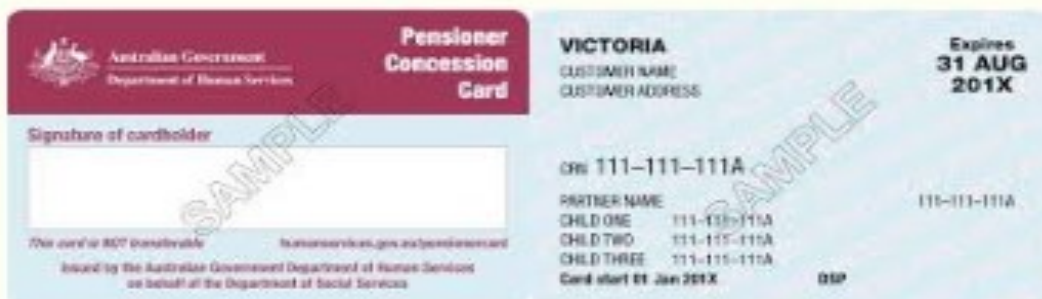 Australian Government
Department of Human Services
Pensioner
Concession
Card
Signature of cardholder
SAMPLE
This card is NOT transferable
humanservices.gov.au/pensionercard
Issued by the Australian Government Department of Human Services
on behalf of the Department of Social Services
VICTORIA
CUSTOMER NAME
CUSTOMER ADDRESS
Expires
31 AUG
201X
CRN 111-111-111A
SAMPLE
PARTNER NAME 111-111-111A
CHILD ONE 111-111-111A
CHILD TWO 111-111-111A
CHILD THREE 111-111-111A
Card start 01 Jan 201X DSP